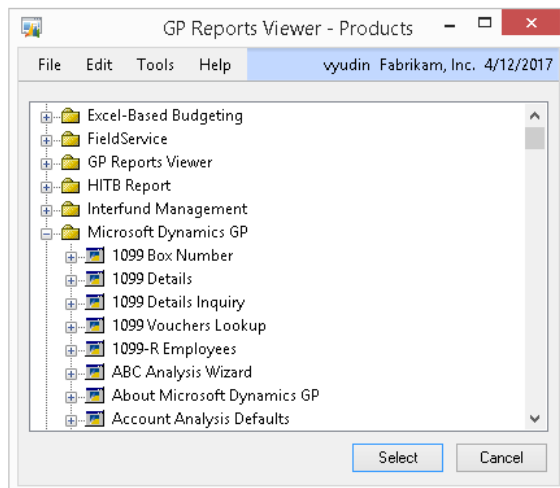 GP Reports Viewer - Products
File Edit Tools Help vyudin Fabrikam, Inc. 4/12/2017
Excel-Based Budgeting
FieldService
GP Reports Viewer
HITB Report
Interfund Management
Microsoft Dynamics GP
1099 Box Number
1099 Details
1099 Details Inquiry
1099 Vouchers Lookup
1099-R Employees
ABC Analysis Wizard
About Microsoft Dynamics GP
Account Analysis Defaults
Select Cancel